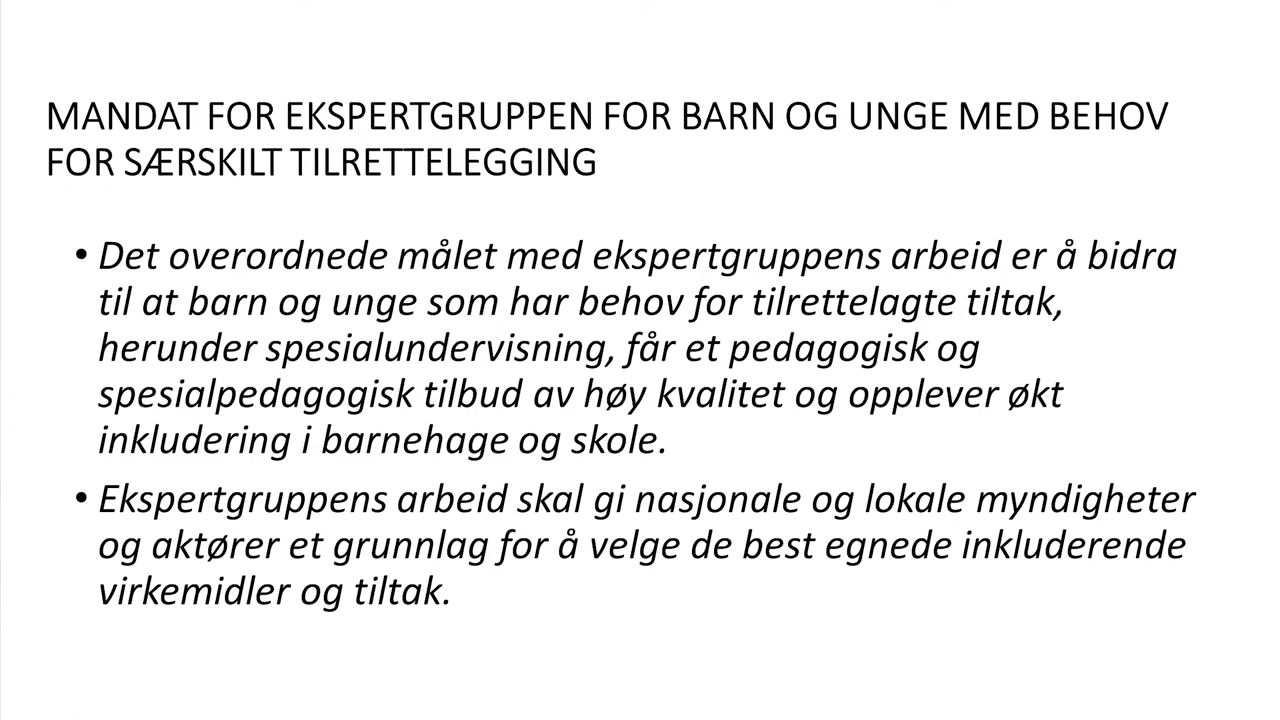 MANDAT FOR EKSPERTGRUPPEN FOR BARN OG UNGE MED BEHOV
FOR SÆRSKILT TILRETTELEGGING
• Det overordnede målet med ekspertgruppens arbeid er å bidra
til at barn og unge som har behov for tilrettelagte tiltak,
herunder spesialundervisning, får et pedagogisk og
spesialpedagogisk tilbud av høy kvalitet og opplever økt
inkludering i barnehage og skole.
• Ekspertgruppens arbeid skal gi nasjonale og lokale myndigheter
og aktører et grunnlag for å velge de best egnede inkluderende
virkemidler og tiltak.